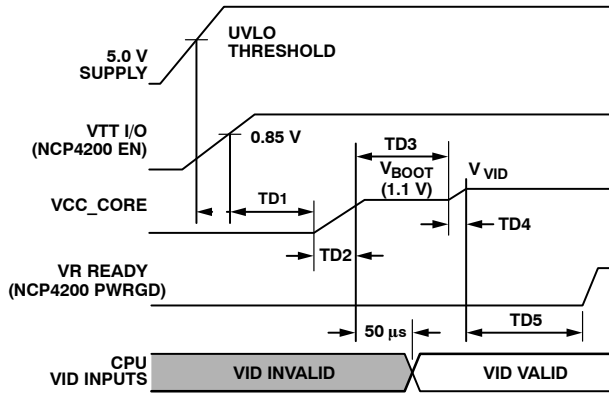 5.0 V
SUPPLY
UVLO
THRESHOLD
VTT I/O
(NCP4200 EN)
0.85 V
TD3
VBOOT
(1.1 V)
V VID
VCC_CORE
TD1
TD4
TD2
VR READY
(NCP4200 PWRGD)
TD5
50 µs
CPU
VID INPUTS
VID INVALID
VID VALID